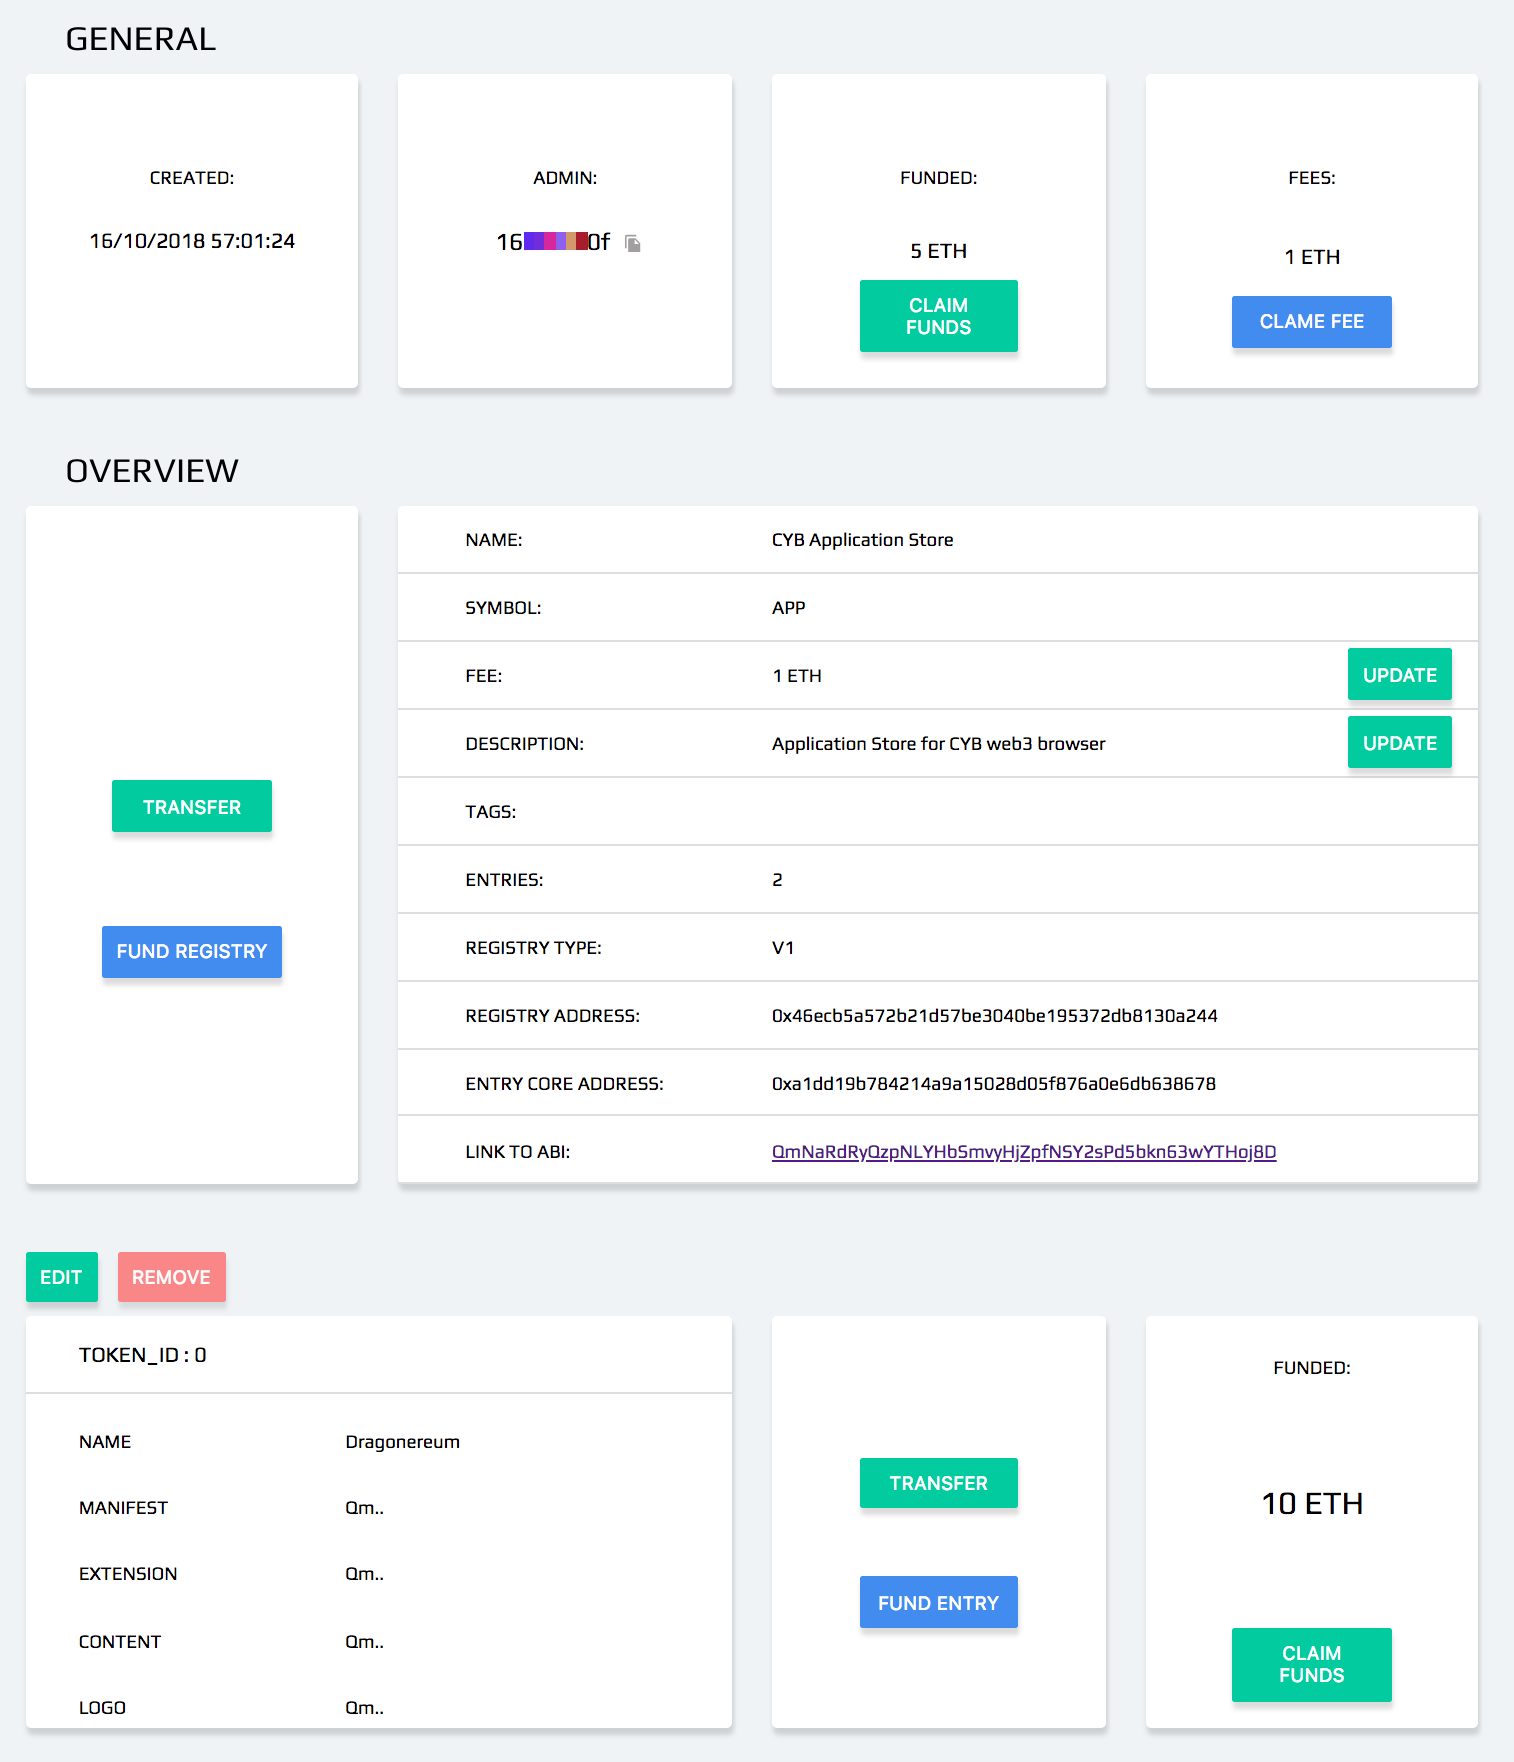 GENERAL
CREATED:
16/10/2018 57:01:24
ADMIN:
16 0f
FUNDED:
5 ETH
CLAIM
FUNDS
FEES:
1 ETH
CLAME FEE
OVERVIEW
TRANSFER
FUND REGISTRY
NAME: CYB Application Store
SYMBOL: APP
FEE: 1 ETH UPDATE
DESCRIPTION: Application Store for CYB web3 browser UPDATE
TAGS:
ENTRIES: 2
REGISTRY TYPE: V1
REGISTRY ADDRESS: 0x46ecb5a572b21d57be3040be195372db8130a244
ENTRY CORE ADDRESS: 0xa1dd19b784214a9a15028d05f876a0e6db638678
LINK TO ABI: QmNaRdRyQzpNLYHbSmvyHjZpfNSY2sPd5bkn63wYTHoj8D
EDIT REMOVE
TOKEN_ID : 0
NAME Dragonereum
MANIFEST Qm..
EXTENSION Qm..
CONTENT Qm..
LOGO Qm..
TRANSFER
FUND ENTRY
FUNDED:
10 ETH
CLAIM
FUNDS